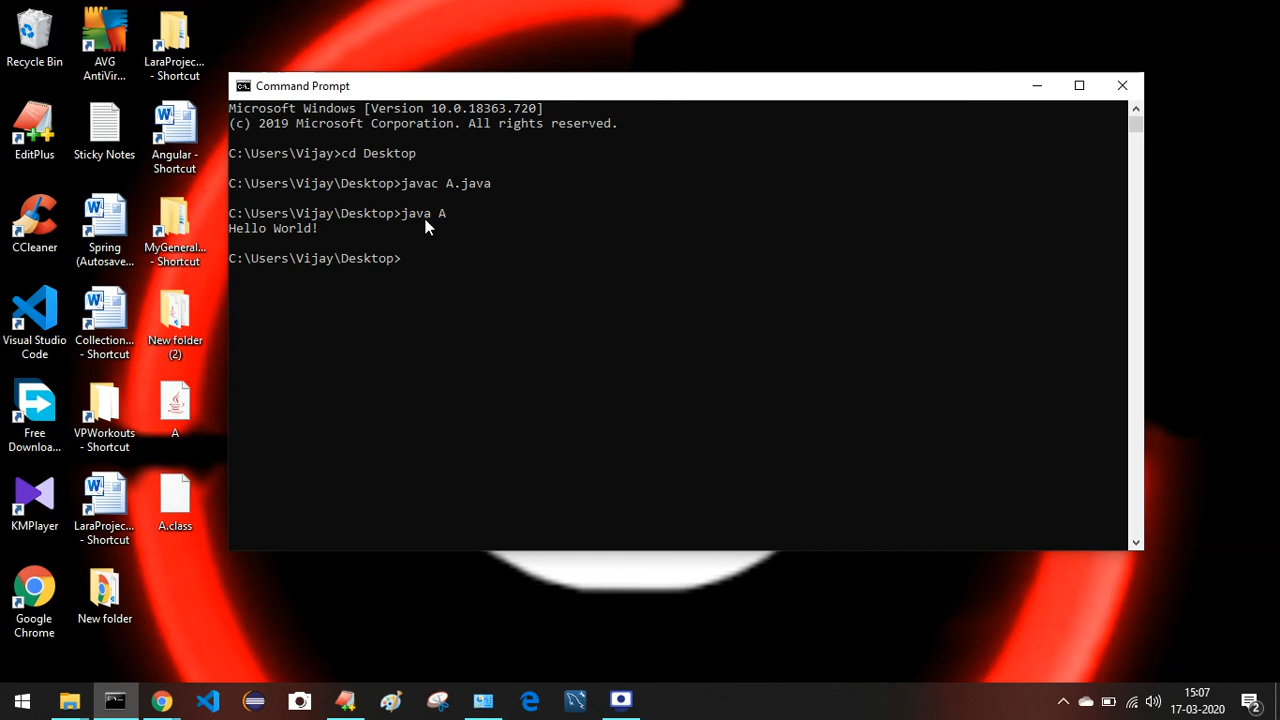 Recycle Bin
AVG
AntiVir...
LaraProjec...
- Shortcut
EditPlus
Sticky Notes
Angular -
Shortcut
CCleaner
Spring
(Autosave...
MyGeneral...
- Shortcut
Visual Studio
Code
Collection...
- Shortcut
New folder
(2)
Free
Downloa...
VPWorkouts
- Shortcut
A
KMPlayer
LaraProjec...
- Shortcut
A.class
Google
Chrome
New folder
Command Prompt
Microsoft Windows [Version 10.0.18363.720]
(c) 2019 Microsoft Corporation. All rights reserved.
C:\Users\Vijay>cd Desktop
C:\Users\Vijay\Desktop>javac A.java
C:\Users\Vijay\Desktop>java A
Hello World!
C:\Users\Vijay\Desktop>
15:07
17-03-2020
2